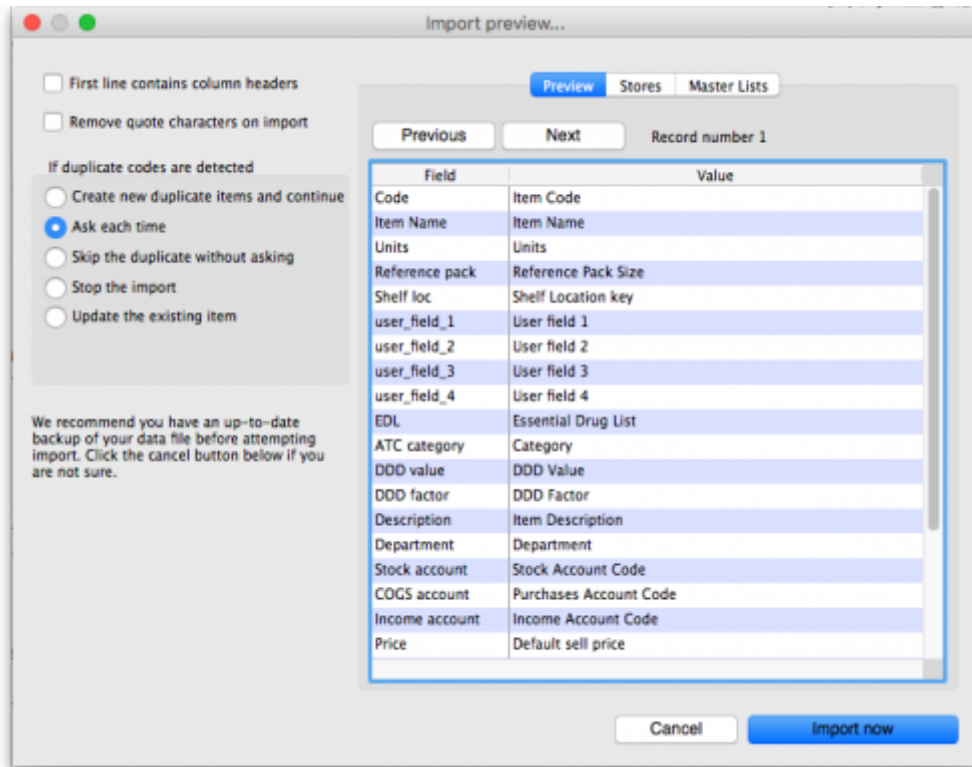 Import preview...
First line contains column headers
Remove quote characters on import
If duplicate codes are detected
Create new duplicate items and continue
Ask each time
Skip the duplicate without asking
Stop the import
Update the existing item
We recommend you have an up-to-date
backup of your data file before attempting
import. Click the cancel button below if you
are not sure.
Preview Stores Master Lists
Previous Next Record number 1
Field Value
Code Item Code
Item Name Item Name
Units Units
Reference pack Reference Pack Size
Shelf loc Shelf Location key
user_field_1 User field 1
user_field_2 User field 2
user_field_3 User field 3
user_field_4 User field 4
EDL Essential Drug List
ATC category Category
DDD value DDD Value
DDD factor DDD Factor
Description Item Description
Department Department
Stock account Stock Account Code
COGS account Purchases Account Code
Income account Income Account Code
Price Default sell price
Cancel Import now